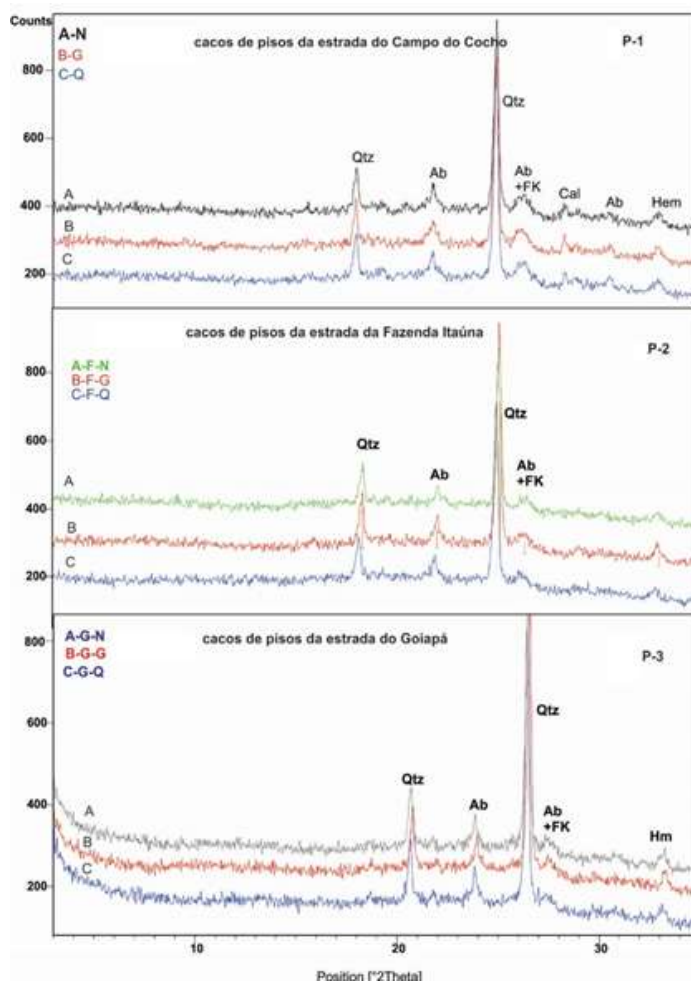 Counts
A-N
B-G
C-Q
cacos de pisos da estrada do Campo do Cocho
P-1
800
600
400
200
A
B
C
Qtz
Ab
Qtz
Ab
+FK
Cal
Ab
Hem
cacos de pisos da estrada da Fazenda Itaúna
P-2
A-F-N
B-F-G
C-F-Q
800
600
400
200
A
B
C
Qtz
Ab
Qtz
Ab
+FK
A-G-N
B-G-G
C-G-Q
cacos de pisos da estrada do Goiapá
P-3
800
600
400
200
A
B
C
Qtz
Ab
Qtz
Ab
+FK
Hm
10
20
30
Position [°2Theta]